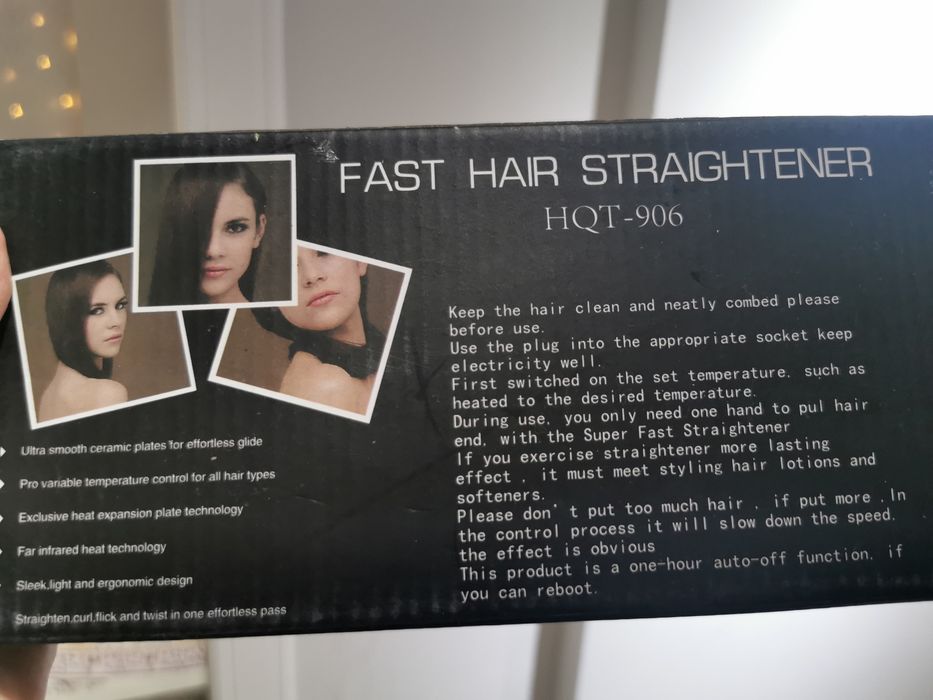 FAST HAIR STRAIGHTENER
HQT-906
Keep the hair clean and neatly combed please
before use.
Use the plug into the appropriate socket keep
electricity well.
First switched on the set temperature. such as
heated to the desired temperature.
During use, you only need one hand to pul hair
end, with the Super Fast Straightener
If you exercise straightener more lasting
effect , it must meet styling hair lotions and
softeners.
Please don't put too much hair , if put more .In
the control process it will slow down the speed.
the effect is obvious
This product is a one-hour auto-off function. if
you can reboot.
Ultra smooth ceramic plates for effortless glide
Pro variable temperature control for all hair types
Exclusive heat expansion plate technology
Far infrared heat technology
Sleek,light and ergonomic design
Straighten,curl,flick and twist in one effortless pass